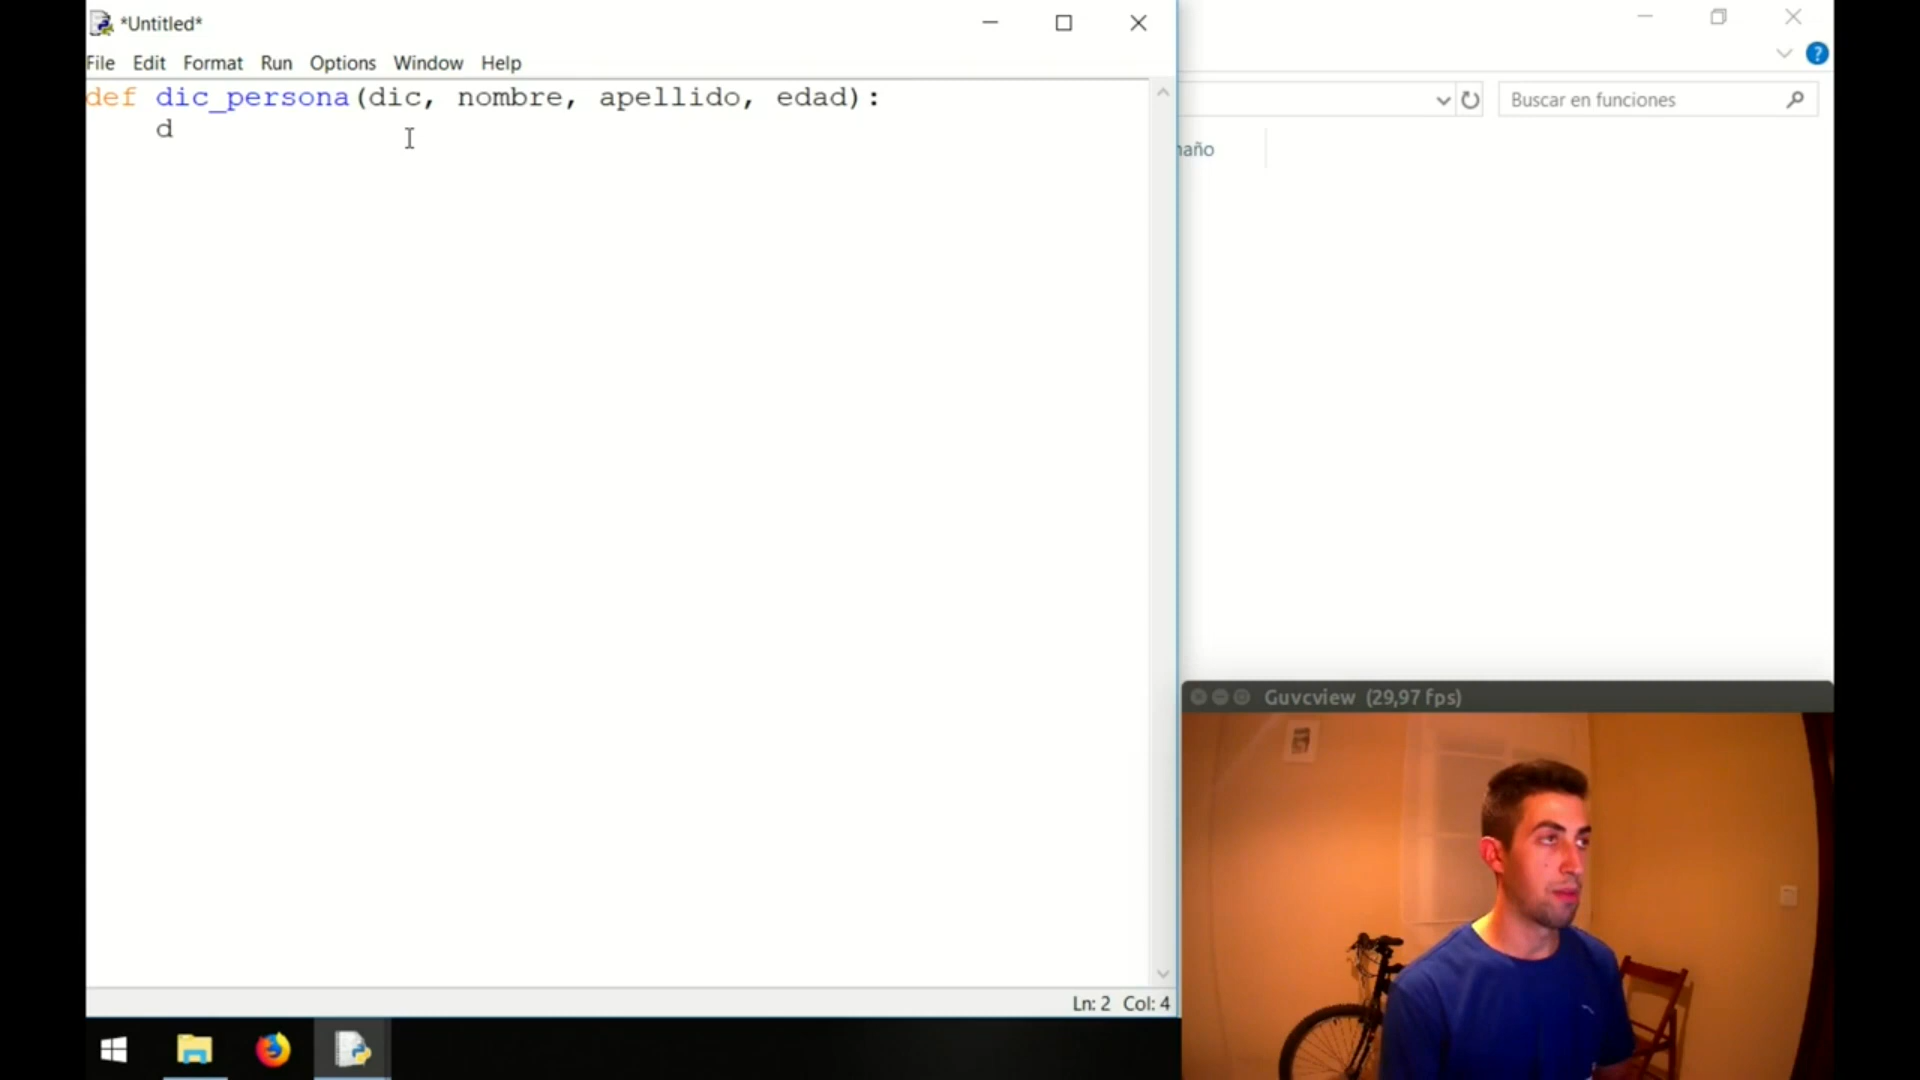 *Untitled*
File Edit Format Run Options Window Help
def dic_persona(dic, nombre, apellido, edad):
d
Ln: 2 Col: 4
?
Buscar en funciones
maño
Guvcview (29,97 fps)